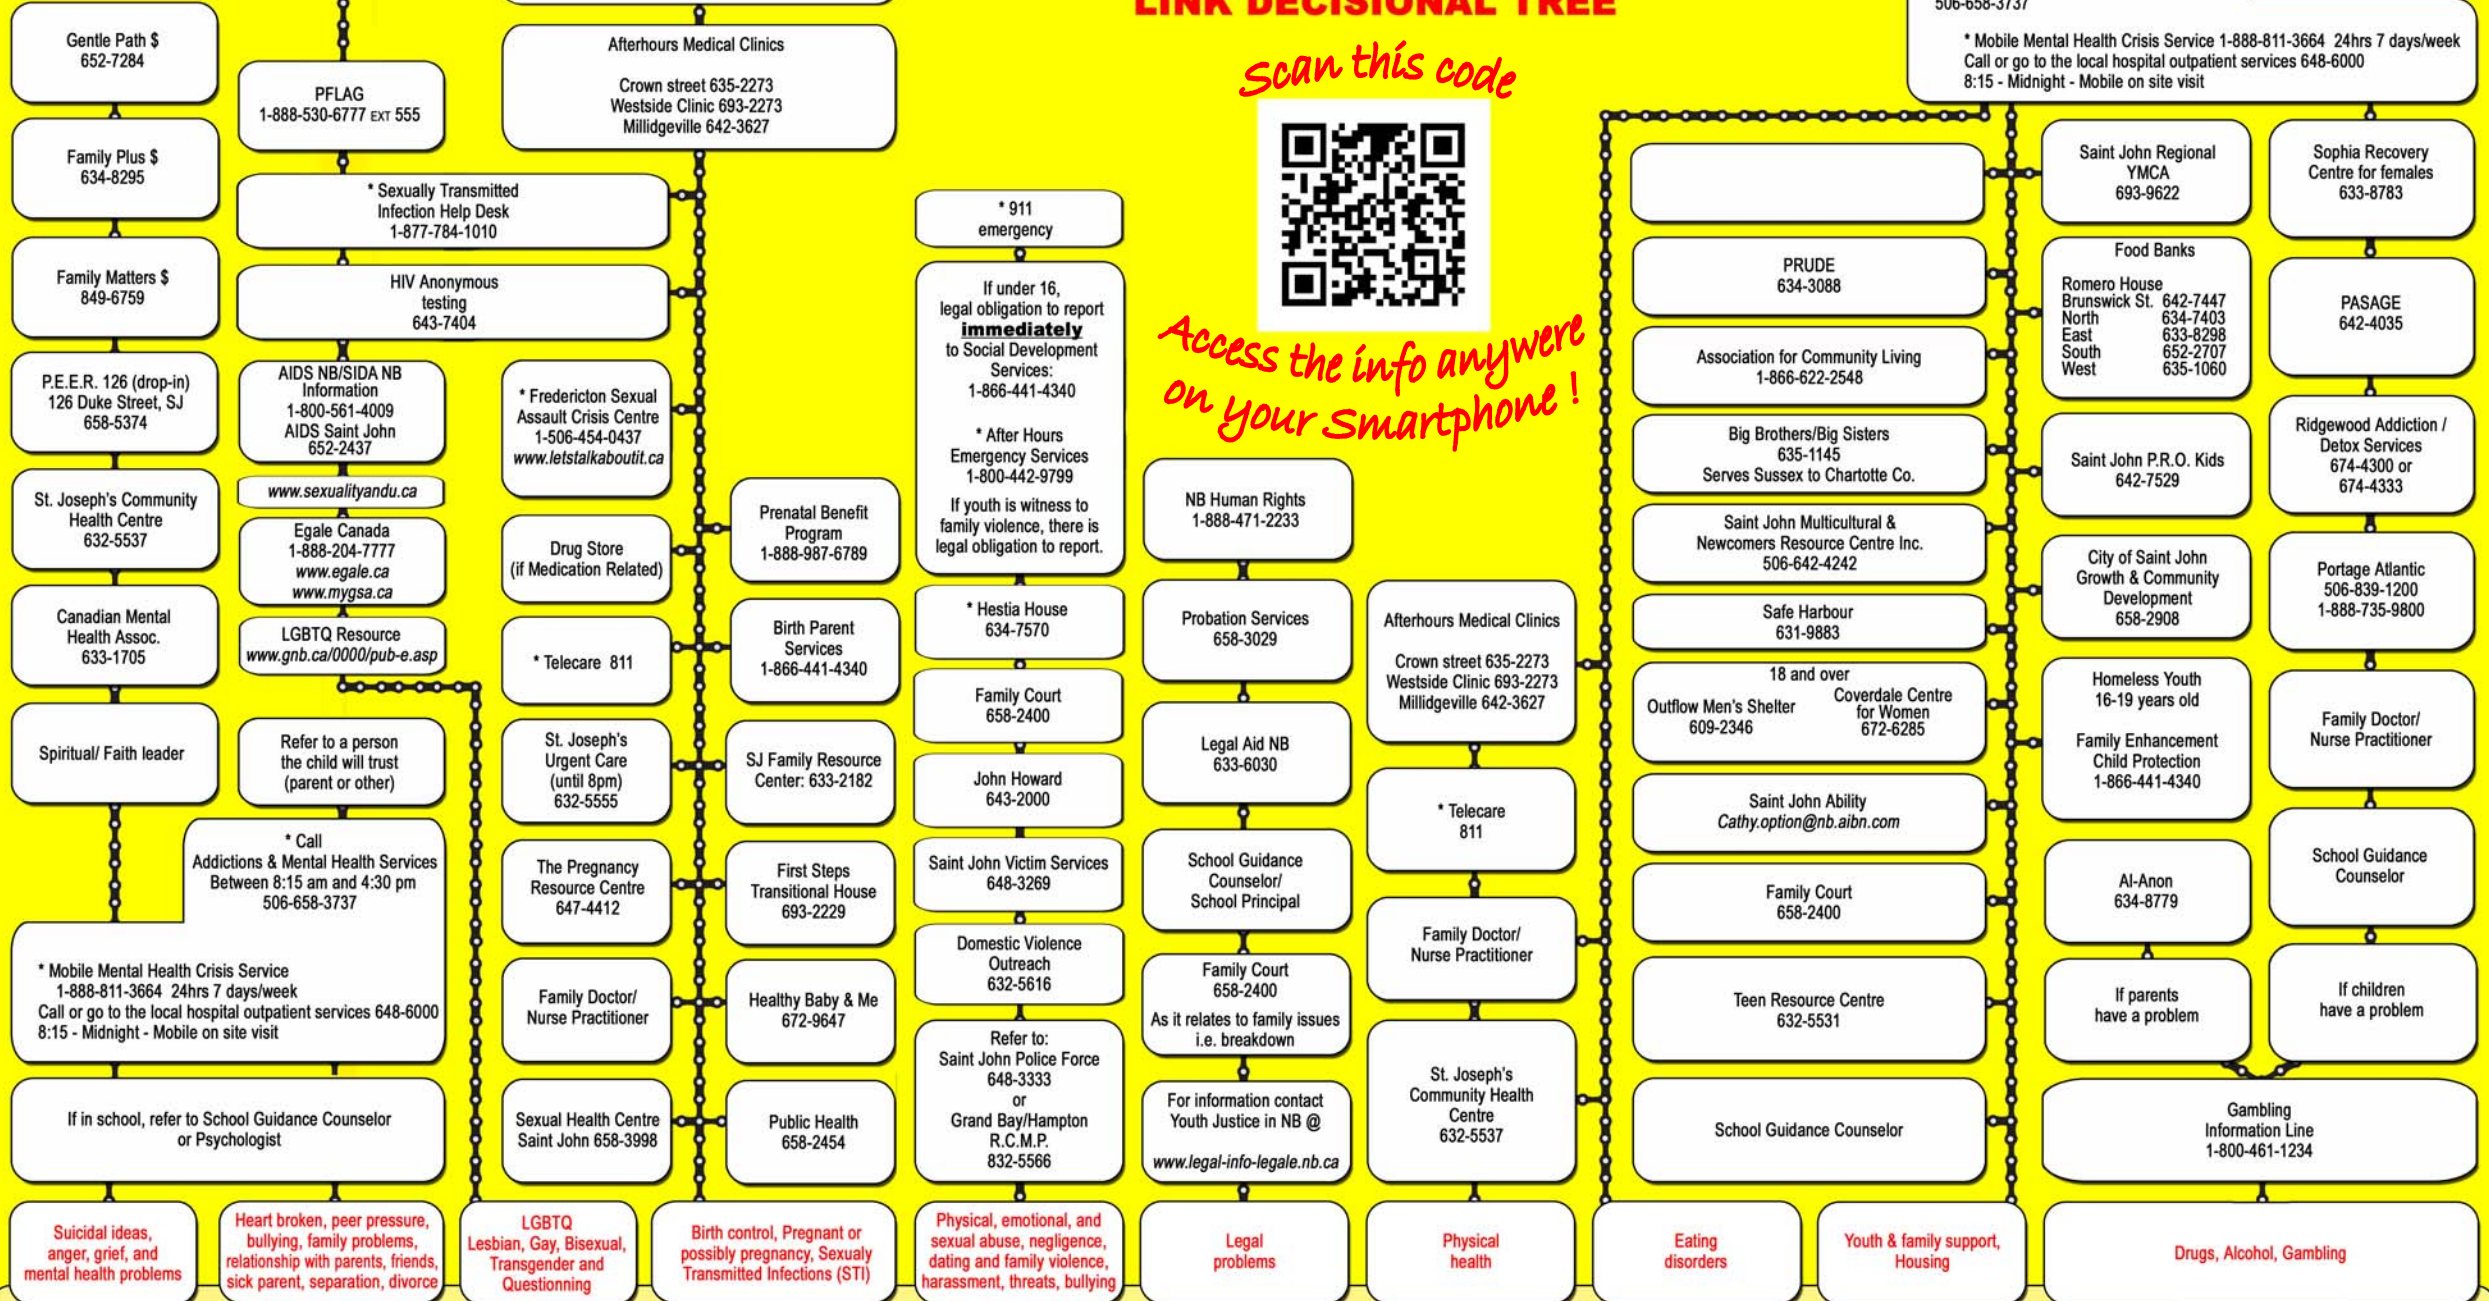 LINK DECISIONAL TREE
Scan this code
Access the info anywere
on your Smartphone !
506-658-3737
* Mobile Mental Health Crisis Service 1-888-811-3664 24hrs 7 days/week
Call or go to the local hospital outpatient services 648-6000
8:15 - Midnight - Mobile on site visit
Gentle Path $
652-7284
Family Plus $
634-8295
Family Matters $
849-6759
P.E.E.R. 126 (drop-in)
126 Duke Street, SJ
658-5374
St. Joseph's Community
Health Centre
632-5537
Canadian Mental
Health Assoc.
633-1705
Spiritual/ Faith leader
PFLAG
1-888-530-6777 EXT 555
* Sexually Transmitted
Infection Help Desk
1-877-784-1010
HIV Anonymous
testing
643-7404
AIDS NB/SIDA NB
Information
1-800-561-4009
AIDS Saint John
652-2437
www.sexualityandu.ca
Egale Canada
1-888-204-7777
www.egale.ca
www.mygsa.ca
LGBTQ Resource
www.gnb.ca/0000/pub-e.asp
Refer to a person
the child will trust
(parent or other)
* Call
Addictions & Mental Health Services
Between 8:15 am and 4:30 pm
506-658-3737
* Mobile Mental Health Crisis Service
1-888-811-3664 24hrs 7 days/week
Call or go to the local hospital outpatient services 648-6000
8:15 - Midnight - Mobile on site visit
If in school, refer to School Guidance Counselor
or Psychologist
Afterhours Medical Clinics
Crown street 635-2273
Westside Clinic 693-2273
Millidgeville 642-3627
* Fredericton Sexual
Assault Crisis Centre
1-506-454-0437
www.letstalkaboutit.ca
Drug Store
(if Medication Related)
* Telecare 811
St. Joseph's
Urgent Care
(until 8pm)
632-5555
The Pregnancy
Resource Centre
647-4412
Family Doctor/
Nurse Practitioner
Sexual Health Centre
Saint John 658-3998
Prenatal Benefit
Program
1-888-987-6789
Birth Parent
Services
1-866-441-4340
SJ Family Resource
Center: 633-2182
First Steps
Transitional House
693-2229
Healthy Baby & Me
672-9647
Public Health
658-2454
* 911
emergency
If under 16,
legal obligation to report
immediately
to Social Development
Services:
1-866-441-4340
* After Hours
Emergency Services
1-800-442-9799
If youth is witness to
family violence, there is
legal obligation to report.
* Hestia House
634-7570
Family Court
658-2400
John Howard
643-2000
Saint John Victim Services
648-3269
Domestic Violence
Outreach
632-5616
Refer to:
Saint John Police Force
648-3333
or
Grand Bay/Hampton
R.C.M.P.
832-5566
NB Human Rights
1-888-471-2233
Probation Services
658-3029
Legal Aid NB
633-6030
School Guidance
Counselor/
School Principal
Family Court
658-2400
As it relates to family issues
i.e. breakdown
For information contact
Youth Justice in NB @
www.legal-info-legale.nb.ca
Afterhours Medical Clinics
Crown street 635-2273
Westside Clinic 693-2273
Millidgeville 642-3627
* Telecare
811
Family Doctor/
Nurse Practitioner
St. Joseph's
Community Health
Centre
632-5537
PRUDE
634-3088
Association for Community Living
1-866-622-2548
Big Brothers/Big Sisters
635-1145
Serves Sussex to Chartotte Co.
Saint John Multicultural &
Newcomers Resource Centre Inc.
506-642-4242
Safe Harbour
631-9883
18 and over
Outflow Men's Shelter
609-2346
Coverdale Centre
for Women
672-6285
Saint John Ability
Cathy.option@nb.aibn.com
Family Court
658-2400
Teen Resource Centre
632-5531
School Guidance Counselor
Saint John Regional
YMCA
693-9622
Food Banks
Romero House
Brunswick St. 642-7447
North 634-7403
East 633-8298
South 652-2707
West 635-1060
Saint John P.R.O. Kids
642-7529
City of Saint John
Growth & Community
Development
658-2908
Homeless Youth
16-19 years old
Family Enhancement
Child Protection
1-866-441-4340
Al-Anon
634-8779
If parents
have a problem
Sophia Recovery
Centre for females
633-8783
PASAGE
642-4035
Ridgewood Addiction /
Detox Services
674-4300 or
674-4333
Portage Atlantic
506-839-1200
1-888-735-9800
Family Doctor/
Nurse Practitioner
School Guidance
Counselor
If children
have a problem
Gambling
Information Line
1-800-461-1234
Suicidal ideas,
anger, grief, and
mental health problems
Heart broken, peer pressure,
bullying, family problems,
relationship with parents, friends,
sick parent, separation, divorce
LGBTQ
Lesbian, Gay, Bisexual,
Transgender and
Questionning
Birth control, Pregnant or
possibly pregnancy, Sexualy
Transmitted Infections (STI)
Physical, emotional, and
sexual abuse, negligence,
dating and family violence,
harassment, threats, bullying
Legal
problems
Physical
health
Eating
disorders
Youth & family support,
Housing
Drugs, Alcohol, Gambling